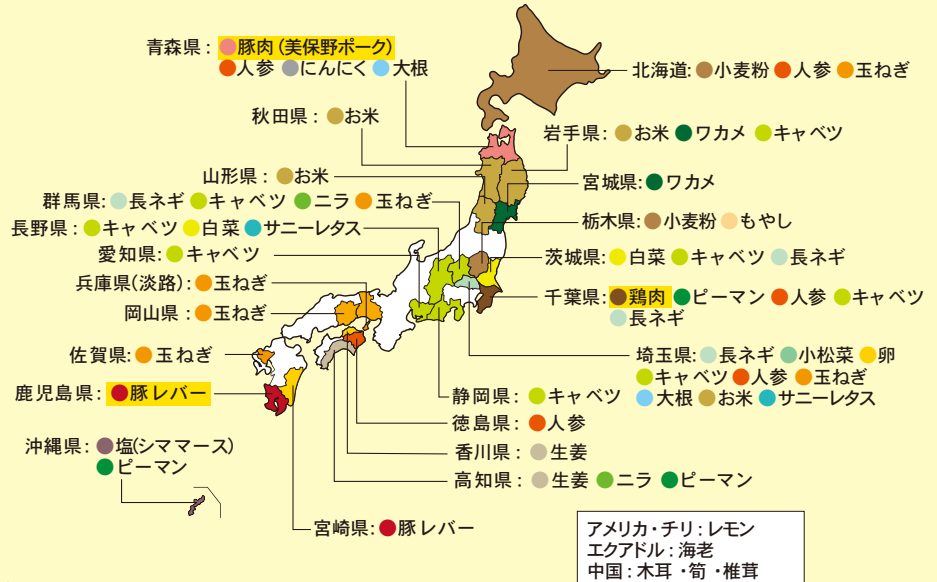 青森県：●豚肉（美保野ポーク）
●人参 ●にんにく ●大根
北海道：●小麦粉 ●人参 ●玉ねぎ
秋田県：●お米
岩手県：●お米 ●ワカメ ●キャベツ
山形県：●お米
宮城県：●ワカメ
群馬県：●長ネギ ●キャベツ ●ニラ ●玉ねぎ
栃木県：●小麦粉 ●もやし
長野県：●キャベツ ●白菜 ●サニーレタス
愛知県：●キャベツ
茨城県：●白菜 ●キャベツ ●長ネギ
兵庫県(淡路)：●玉ねぎ
千葉県：●鶏肉 ●ピーマン ●人参 ●キャベツ
●長ネギ
岡山県：●玉ねぎ
佐賀県：●玉ねぎ
埼玉県：●長ネギ ●小松菜 ●卵
●キャベツ ●人参 ●玉ねぎ
●大根 ●お米 ●サニーレタス
鹿児島県：●豚レバー
静岡県：●キャベツ
徳島県：●人参
沖縄県：●塩(シママース)
●ピーマン
香川県：●生姜
高知県：●生姜 ●ニラ ●ピーマン
宮崎県：●豚レバー
アメリカ・チリ：レモン
エクアドル：海老
中国：木耳・筍・椎茸